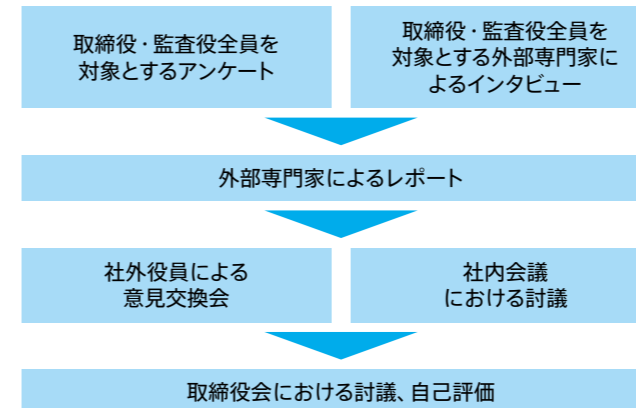 取締役・監査役全員を
対象とするアンケート
取締役・監査役全員を
対象とする外部専門家に
よるインタビュー
外部専門家によるレポート
社外役員による
意見交換会
社内会議
における討議
取締役会における討議、自己評価